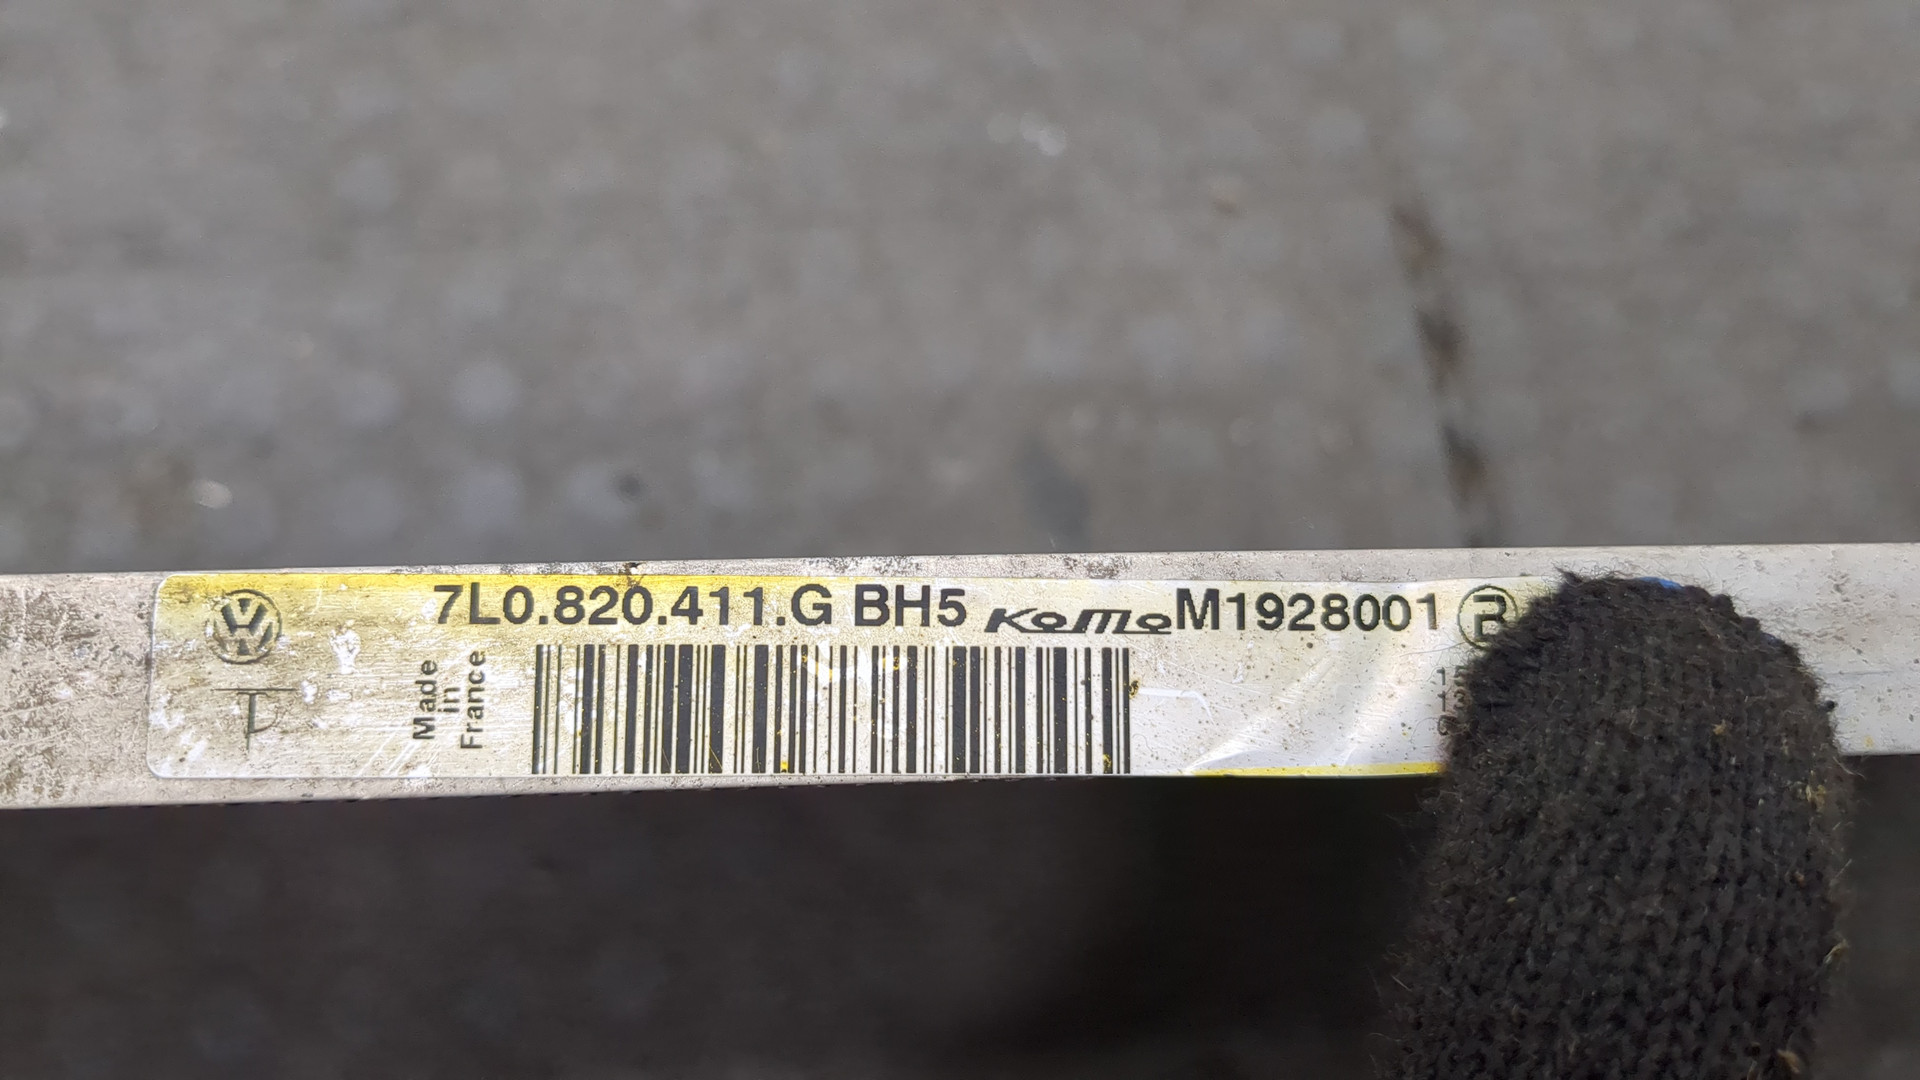 7L0.820.411.G BH5 KoMo M1928001 R
Made
in
France